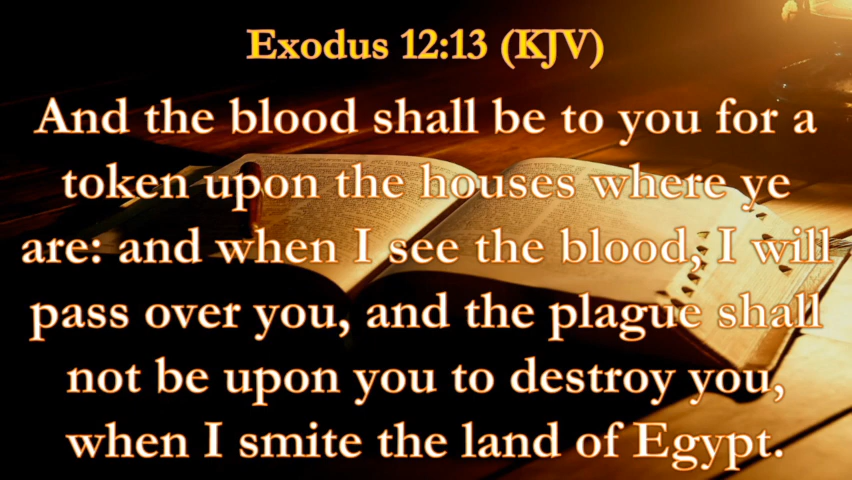 Exodus 12:13 (KJV)
And the blood shall be to you for a
token upon the houses where ye
are: and when I see the blood, I will
pass over you, and the plague shall
not be upon you to destroy you,
when I smite the land of Egypt.